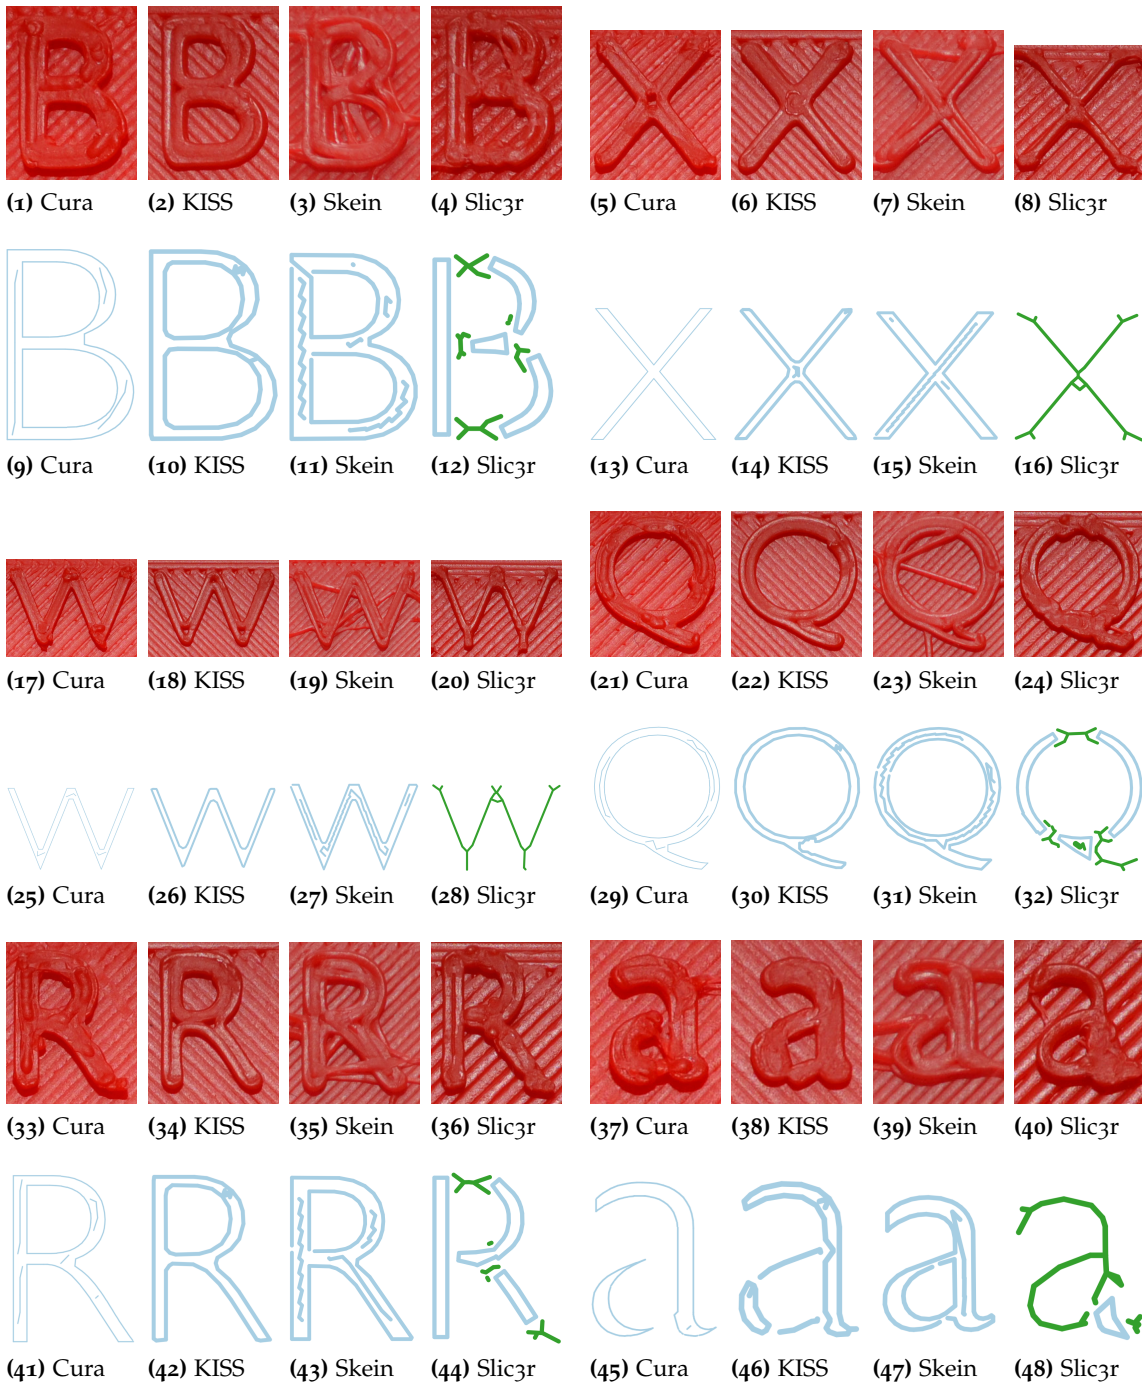 B B B B X X X X
(1) Cura (2) KISS (3) Skein (4) Slic3r (5) Cura (6) KISS (7) Skein (8) Slic3r
B B B B X X X X
(9) Cura (10) KISS (11) Skein (12) Slic3r (13) Cura (14) KISS (15) Skein (16) Slic3r
W W W W Q Q Q Q
(17) Cura (18) KISS (19) Skein (20) Slic3r (21) Cura (22) KISS (23) Skein (24) Slic3r
W W W W Q Q Q Q
(25) Cura (26) KISS (27) Skein (28) Slic3r (29) Cura (30) KISS (31) Skein (32) Slic3r
R R R R a a a a
(33) Cura (34) KISS (35) Skein (36) Slic3r (37) Cura (38) KISS (39) Skein (40) Slic3r
R R R R a a a a
(41) Cura (42) KISS (43) Skein (44) Slic3r (45) Cura (46) KISS (47) Skein (48) Slic3r